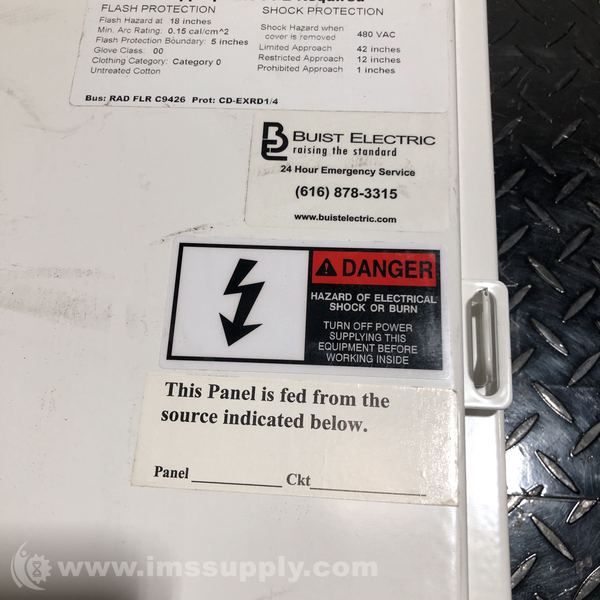 FLASH PROTECTION
Flash Hazard at 18 inches
Min. Arc Rating: 0.15 cal/cm^2
Flash Protection Boundary: 5 inches
Glove Class: 00
Clothing Category: Category 0
Untreated Cotton
SHOCK PROTECTION
Shock Hazard when
cover is removed 480 VAC
Limited Approach 42 inches
Restricted Approach 12 inches
Prohibited Approach 1 inches
Bus: RAD FLR C9426 Prot: CD-EXRD1/4
BUIST ELECTRIC
raising the standard
24 Hour Emergency Service
(616) 878-3315
www.buistelectric.com
DANGER
HAZARD OF ELECTRICAL
SHOCK OR BURN
TURN OFF POWER
SUPPLYING THIS
EQUIPMENT BEFORE
WORKING INSIDE
This Panel is fed from the
source indicated below.
Panel__________ Ckt______________
www.imssupply.com